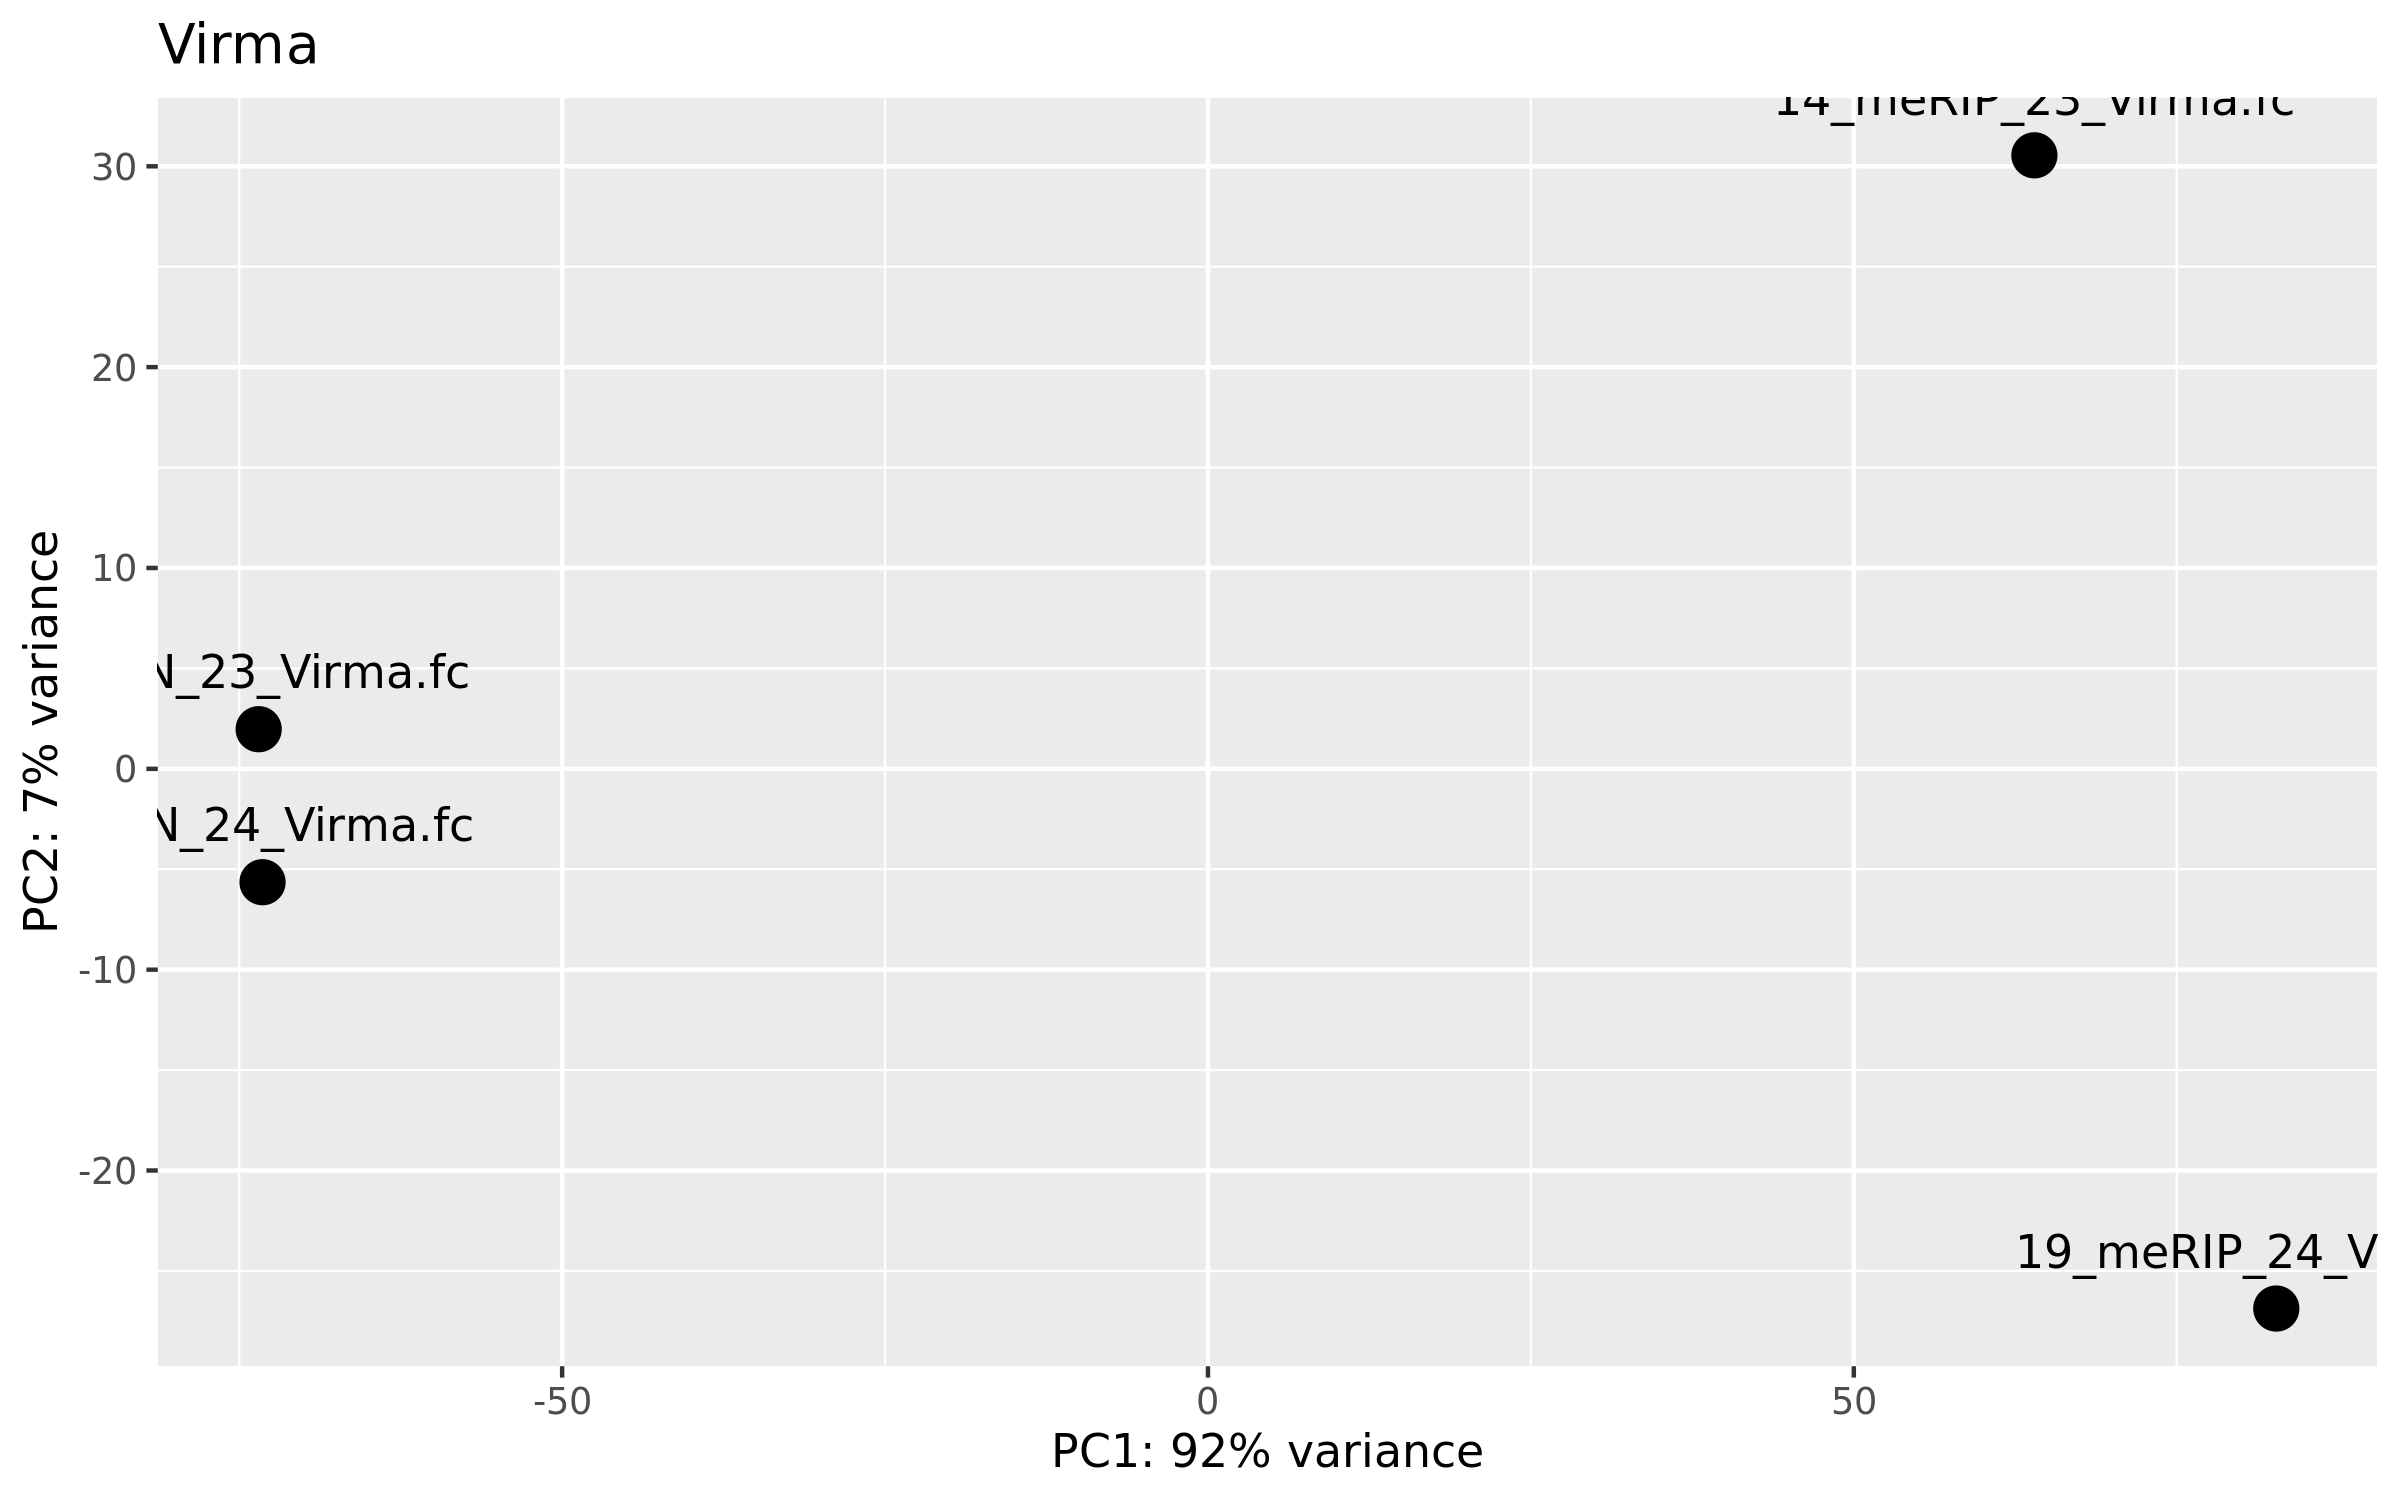 Virma
14_meRIP_23_Virma.fc
30
20
10
N_23_Virma.fc
0
N_24_Virma.fc
-10
-20
19_meRIP_24_V
-50
0
50
PC1: 92% variance
PC2: 7% variance